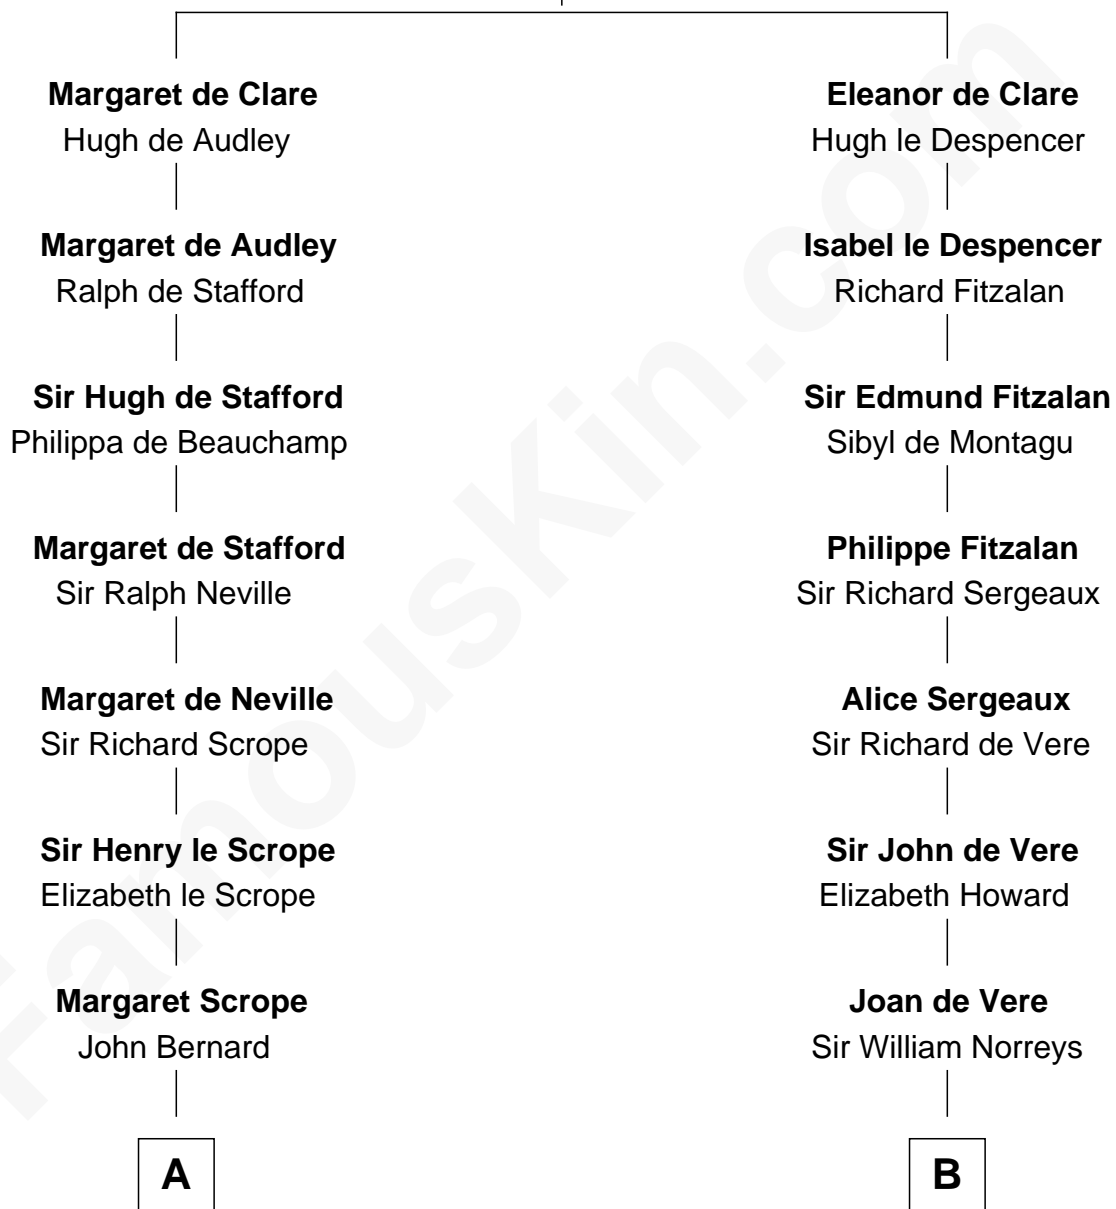 Margaret de Clare
Hugh de Audley
Margaret de Audley
Ralph de Stafford
Sir Hugh de Stafford
Philippa de Beauchamp
Margaret de Stafford
Sir Ralph Neville
Margaret de Neville
Sir Richard Scrope
Sir Henry le Scrope
Elizabeth le Scrope
Margaret Scrope
John Bernard
A
Eleanor de Clare
Hugh le Despencer
Isabel le Despencer
Richard Fitzalan
Sir Edmund Fitzalan
Sibyl de Montagu
Philippe Fitzalan
Sir Richard Sergeaux
Alice Sergeaux
Sir Richard de Vere
Sir John de Vere
Elizabeth Howard
Joan de Vere
Sir William Norreys
B
FamousKin.com